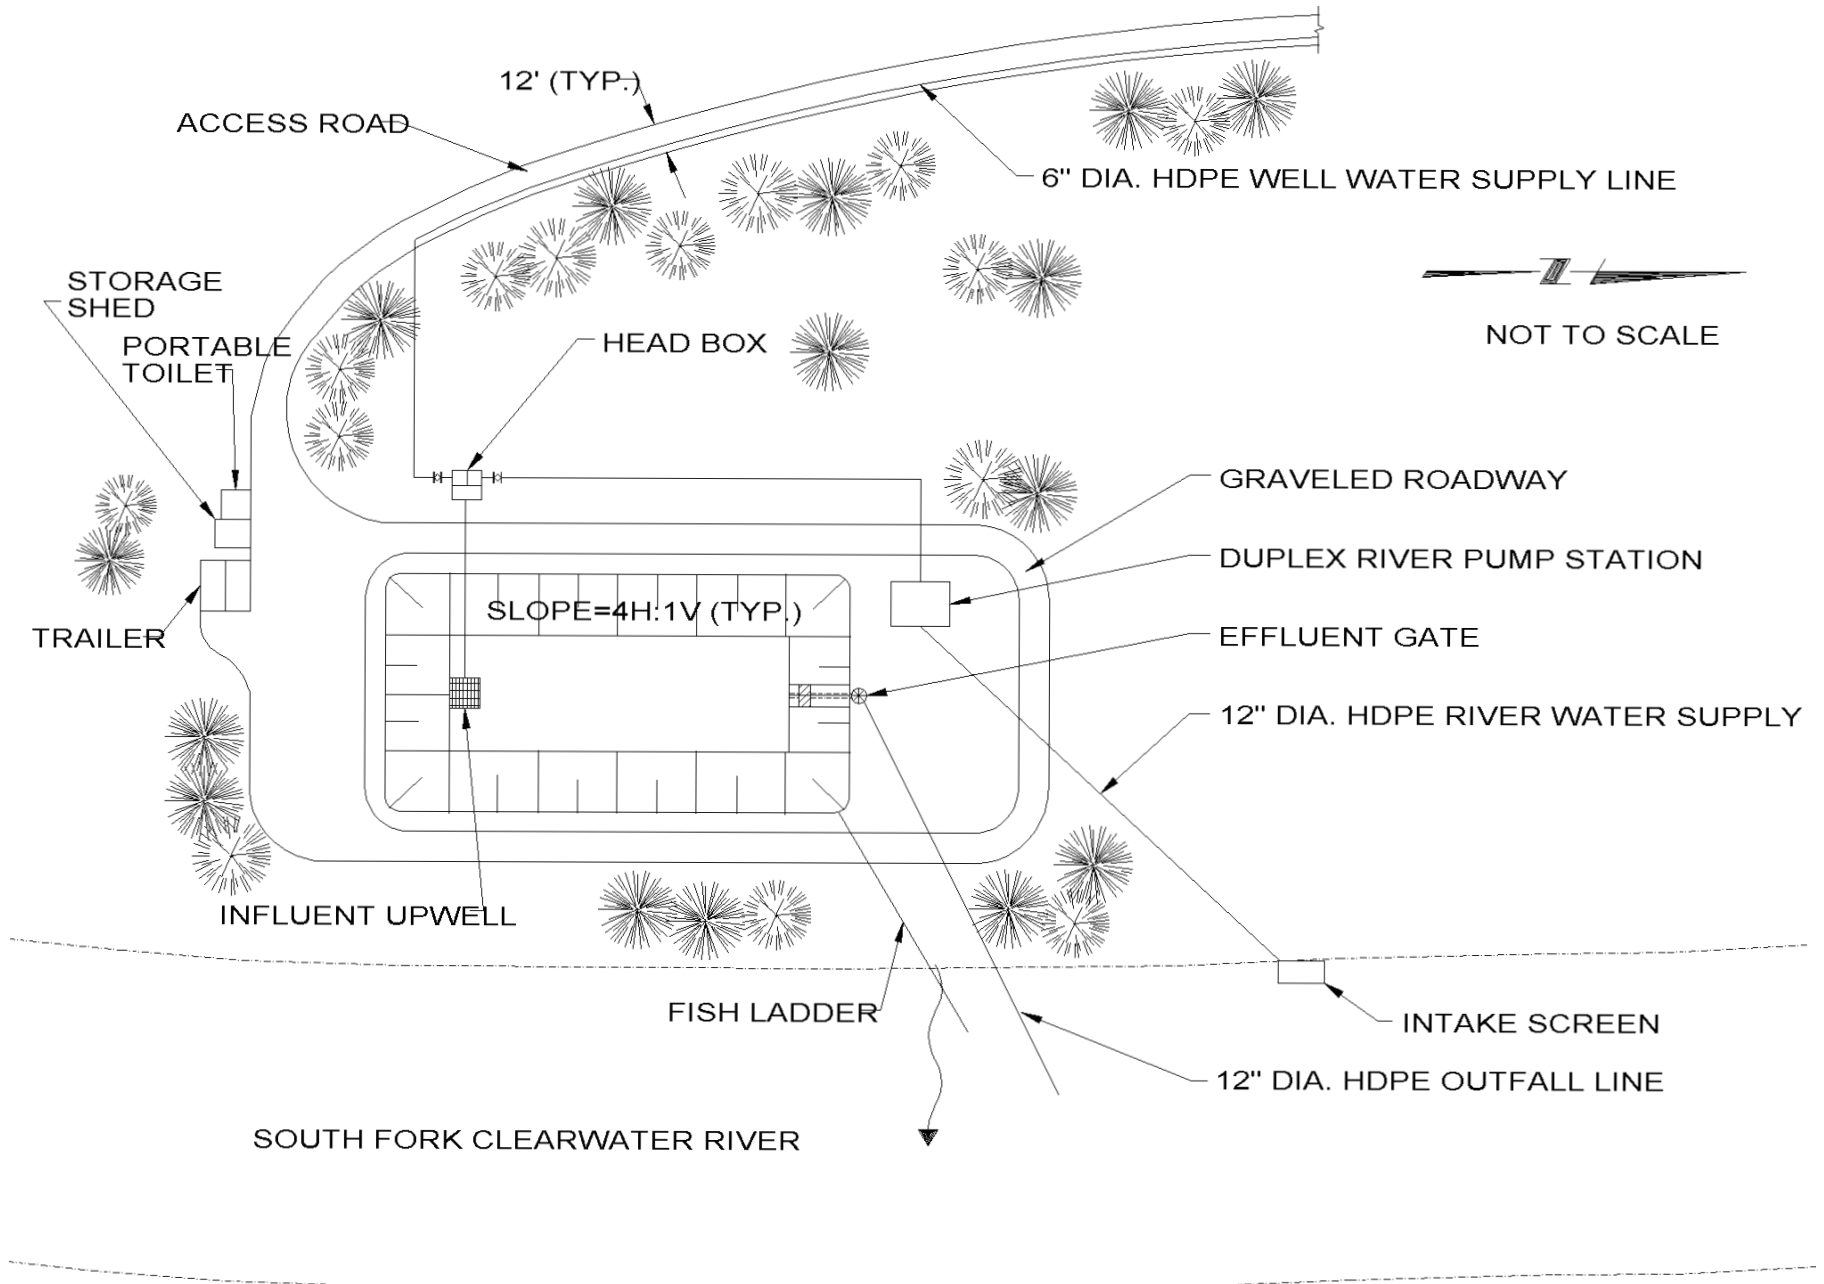 12' (TYP.)
ACCESS ROAD
6" DIA. HDPE WELL WATER SUPPLY LINE
STORAGE
SHED
PORTABLE
TOILET
HEAD BOX
Z
NOT TO SCALE
GRAVELED ROADWAY
DUPLEX RIVER PUMP STATION
SLOPE=4H:1V (TYP.)
TRAILER
EFFLUENT GATE
12" DIA. HDPE RIVER WATER SUPPLY
INFLUENT UPWELL
FISH LADDER
INTAKE SCREEN
12" DIA. HDPE OUTFALL LINE
SOUTH FORK CLEARWATER RIVER